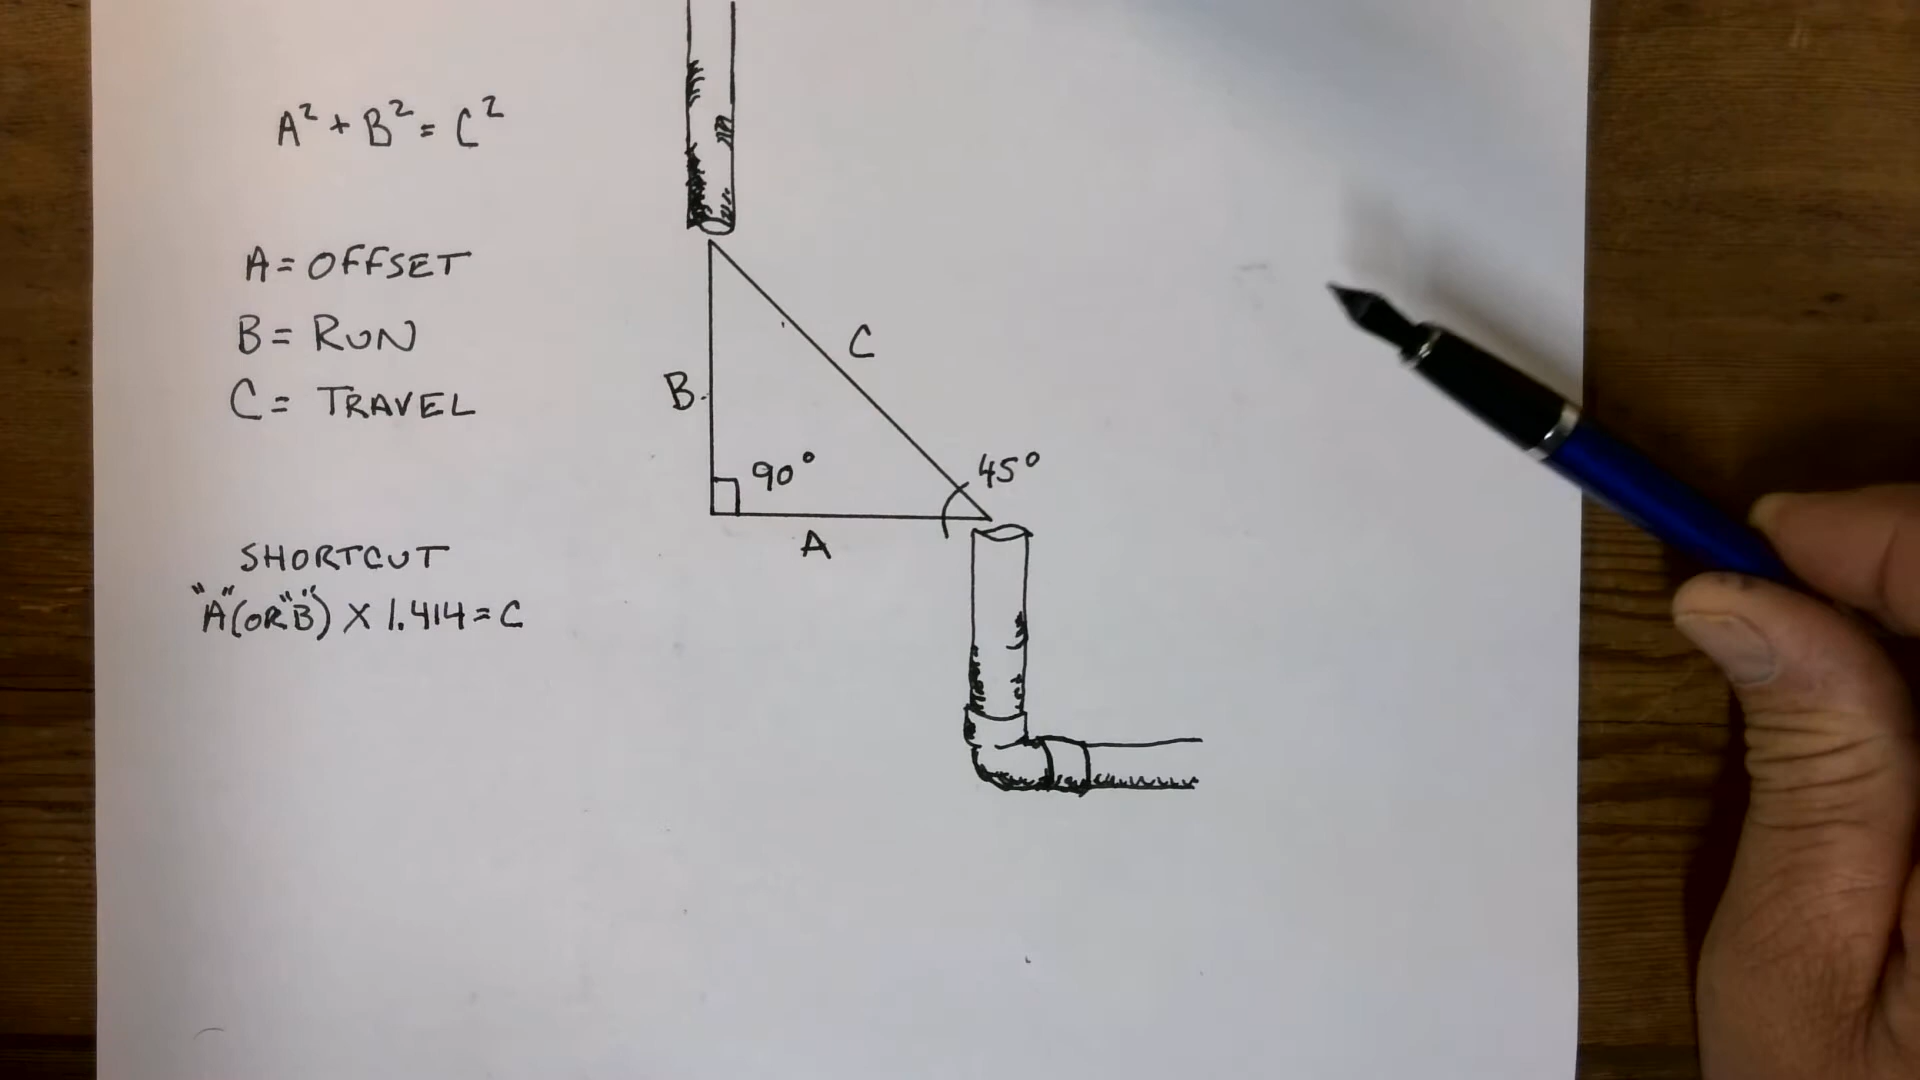 A² + B² = C²
A = OFFSET
B = RUN
C = TRAVEL
SHORTCUT
"A"(OR"B") X 1.414 = C
B
C
90°
45°
A